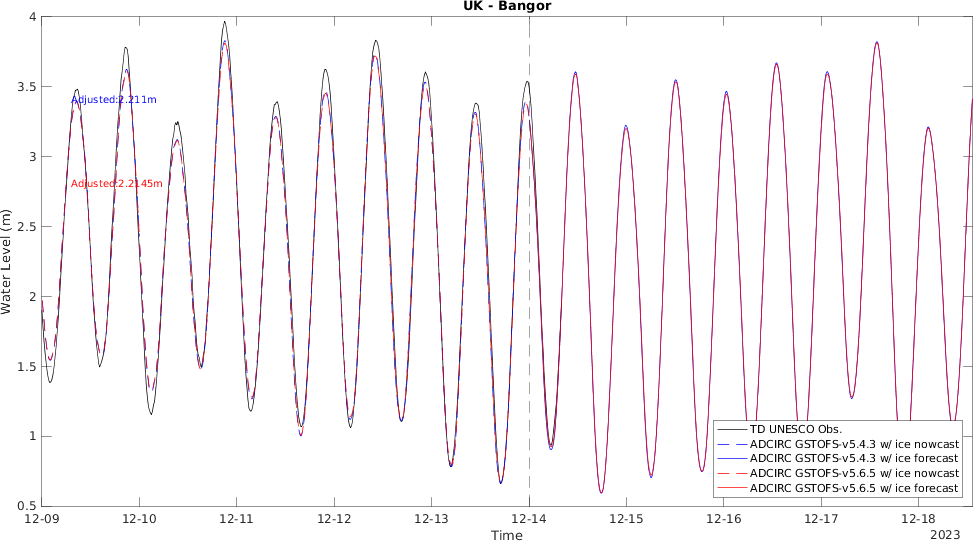 UK - Bangor
4
3.5
3
2.5
2
1.5
1
0.5
Water Level (m)
Adjusted:2.211m
Adjusted:2.2145m
TD UNESCO Obs.
ADCIRC GSTOFS-v5.4.3 w/ ice nowcast
ADCIRC GSTOFS-v5.4.3 w/ ice forecast
ADCIRC GSTOFS-v5.6.5 w/ ice nowcast
ADCIRC GSTOFS-v5.6.5 w/ ice forecast
12-09 12-10 12-11 12-12 12-13 12-14 12-15 12-16 12-17 12-18
Time
2023